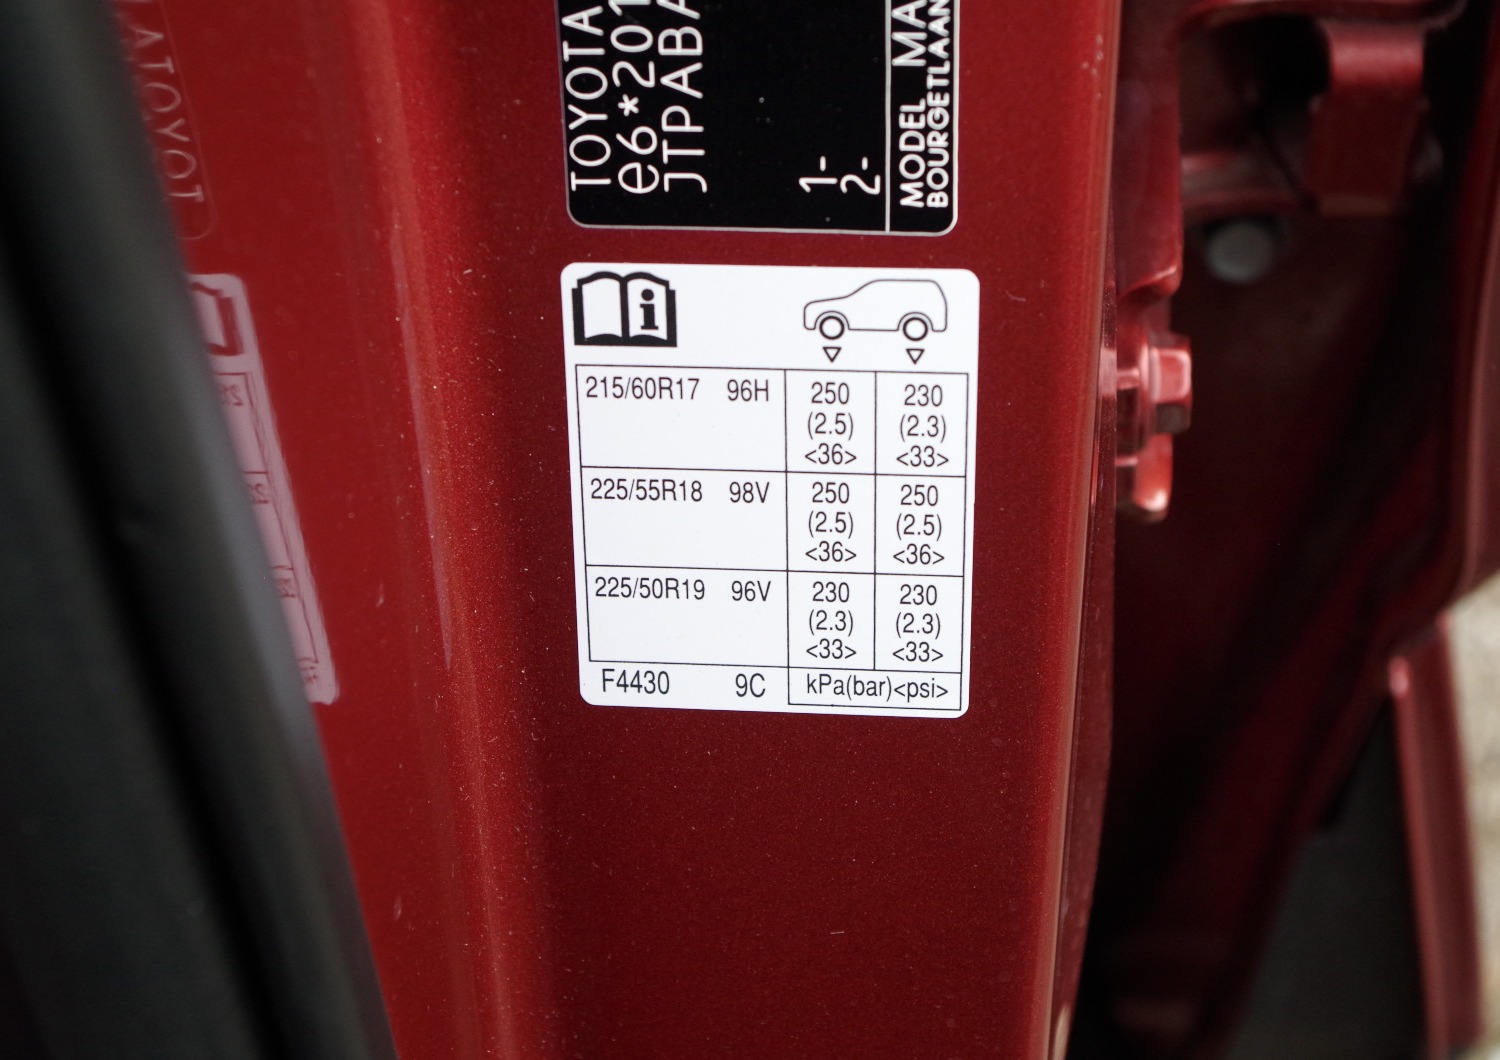 TOYOTA
e6*201
JTPABA
1-
2-
MODEL MA
BOURGETLAAN
215/60R17 96H 250 230
(2.5) (2.3)
<36> <33>
225/55R18 98V 250 250
(2.5) (2.5)
<36> <36>
225/50R19 96V 230 230
(2.3) (2.3)
<33> <33>
F4430 9C kPa(bar)<psi>